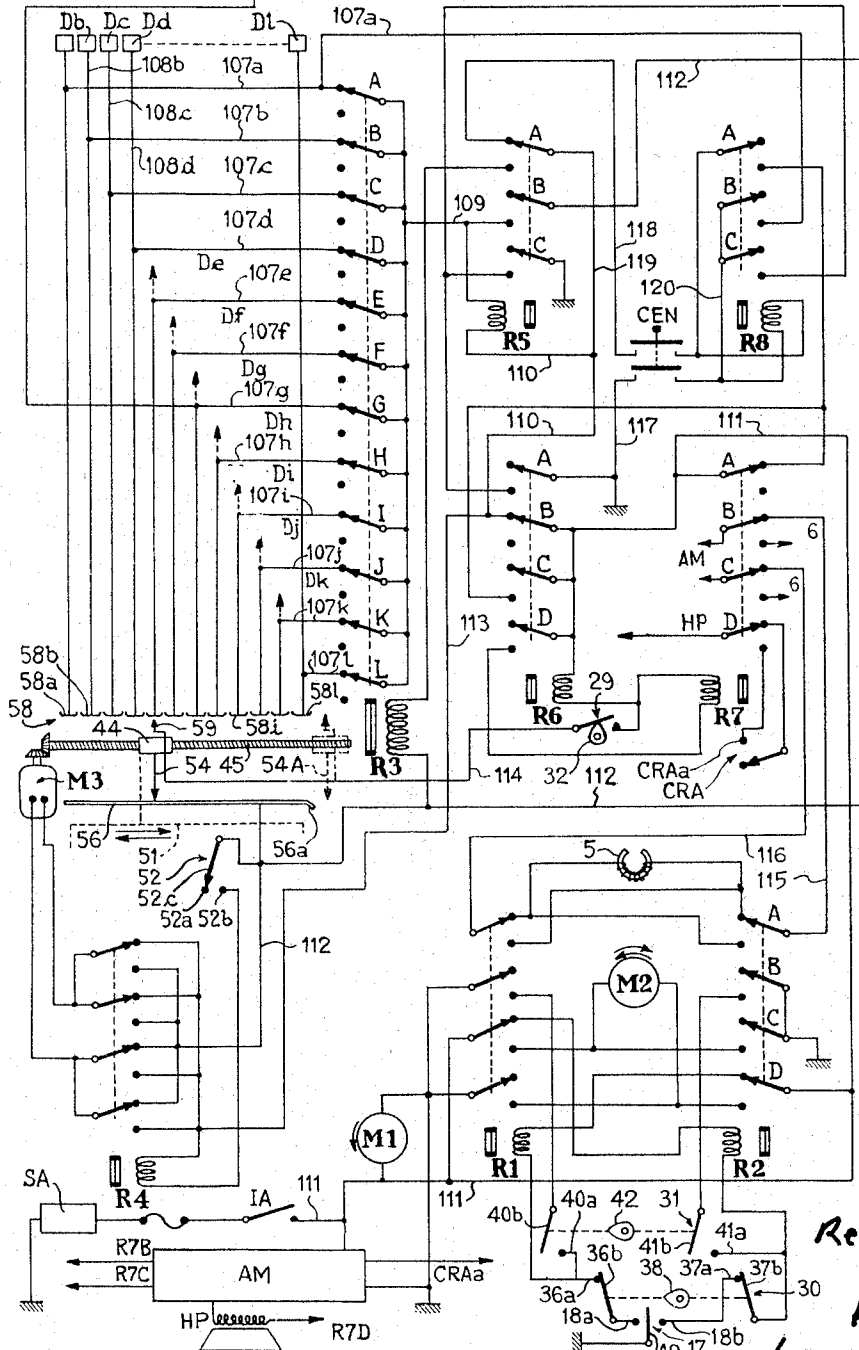 Db Dc Dd Dl
108b
107a
112
107a
108c
107b
108d
107c
107d
De
107e
Df
107f
Dg
107g
Dh
107h
Di
107i
Dj
107j
Dk
107k
107l
A
B
C
D
E
F
G
H
I
J
K
L
R3
A
B
C
109
118
119
R5
110
CEN
A
B
C
120
R8
110
117
111
A
B
C
D
113
R6
29
32
114
A
B
C
D
AM
6
6
HP
R7
CRAa
CRA
112
58b
58a
58
58i
58l
59
44
54
45
54A
M3
56
56a
51
52
52c
52a
52b
112
R4
5
116
115
M2
A
B
C
D
M1
R1
R2
111
SA
IA
111
40b
40a
42
31
41b
41a
36b
36a
38
37a
37b
30
18a
17
18b
R7B
R7C
AM
CRAa
HP
R7D